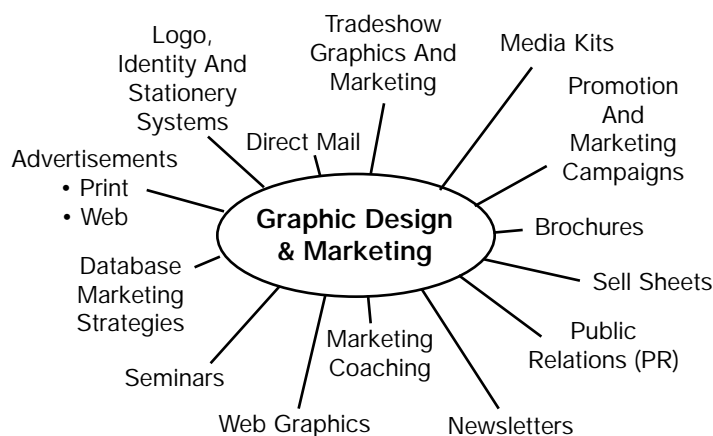 Logo,
Identity And
Stationery
Systems
Tradeshow
Graphics And
Marketing
Media Kits
Promotion
And
Marketing
Campaigns
Direct Mail
Advertisements
• Print
• Web
Graphic Design
& Marketing
Brochures
Database
Marketing
Strategies
Sell Sheets
Public
Relations (PR)
Marketing
Coaching
Seminars
Web Graphics
Newsletters